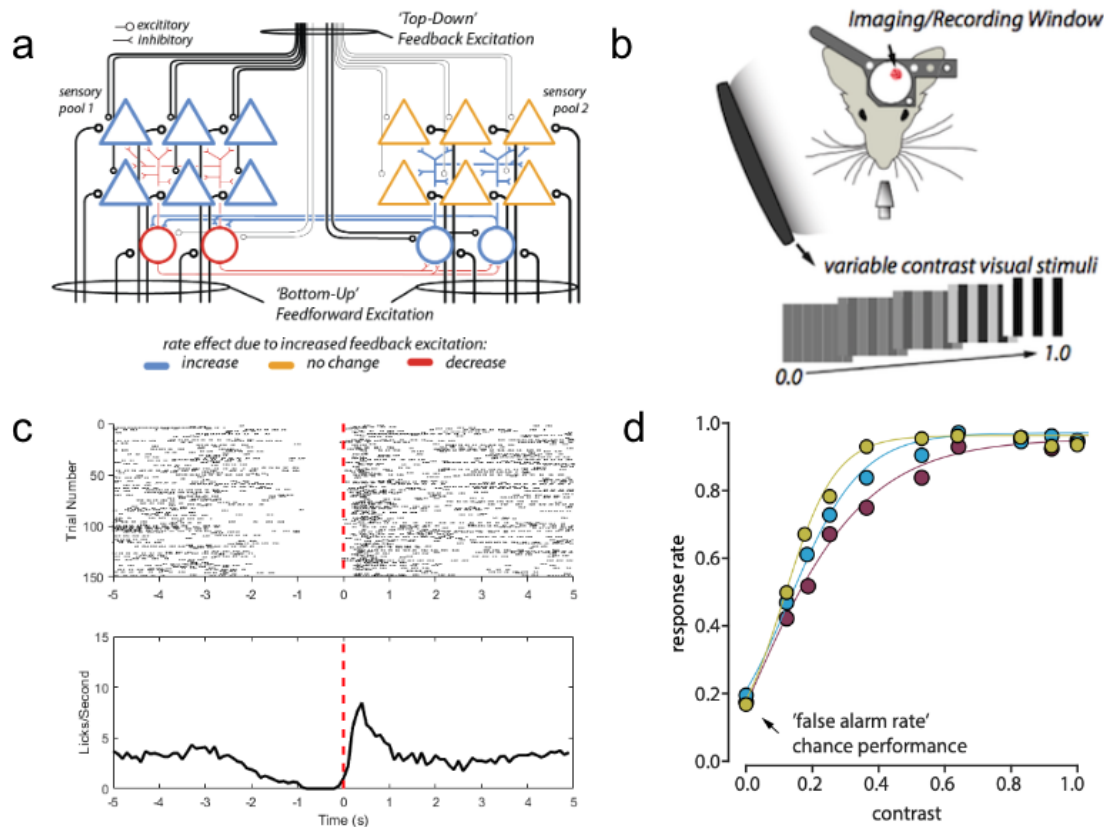 a
excititory
inhibitory
'Top-Down'
Feedback Excitation
sensory
pool 1
sensory
pool 2
'Bottom-Up'
Feedforward Excitation
rate effect due to increased feedback excitation:
increase no change decrease
b
Imaging/Recording Window
variable contrast visual stimuli
0.0
1.0
c
Trial Number
0
50
100
150
-5 -4 -3 -2 -1 0 1 2 3 4 5
Licks/Second
15
10
5
0
-5 -4 -3 -2 -1 0 1 2 3 4 5
Time (s)
d
response rate
1.0
0.8
0.6
0.4
0.2
0.0
'false alarm rate'
chance performance
0.0 0.2 0.4 0.6 0.8 1.0
contrast